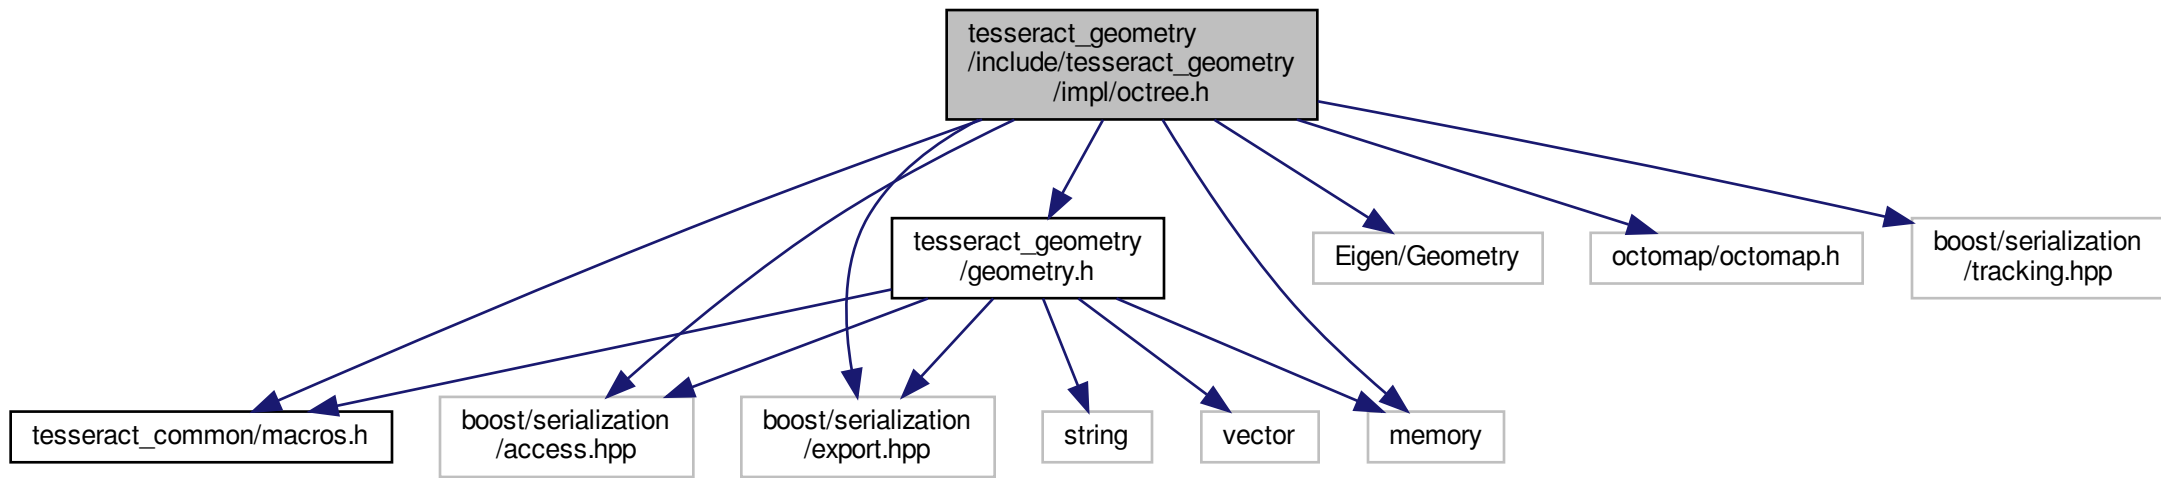 tesseract_geometry
/include/tesseract_geometry
/impl/octree.h
tesseract_geometry
/geometry.h
Eigen/Geometry
octomap/octomap.h
boost/serialization
/tracking.hpp
tesseract_common/macros.h
boost/serialization
/access.hpp
boost/serialization
/export.hpp
string
vector
memory